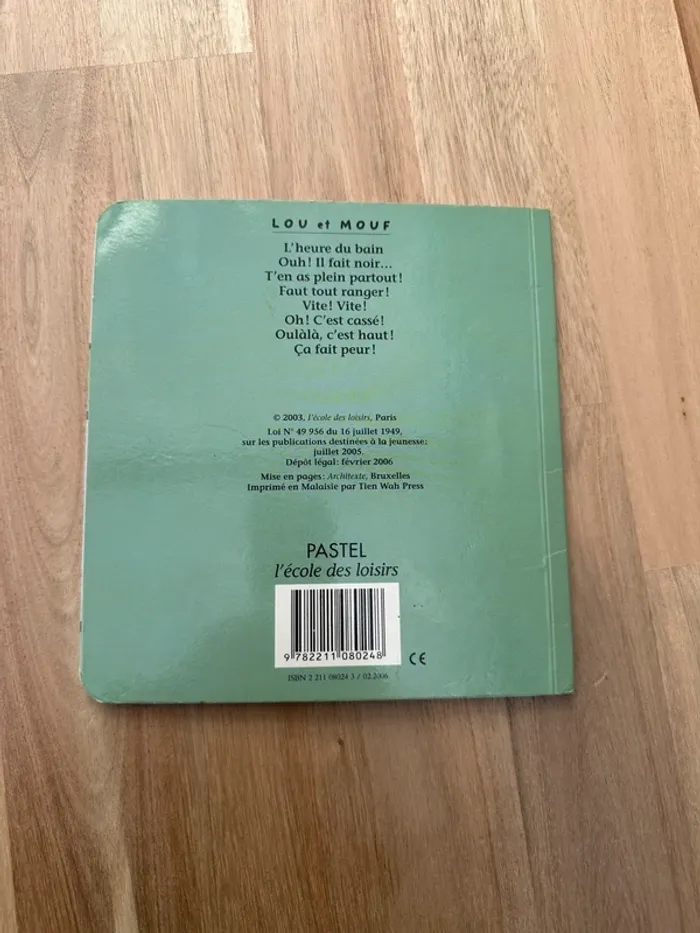 LOU et MOUF
L'heure du bain
Ouh! Il fait noir...
T'en as plein partout!
Faut tout ranger!
Vite! Vite!
Oh! C'est cassé!
Oulàlà, c'est haut!
Ça fait peur!
© 2003, l'école des loisirs, Paris
Loi N° 49 956 du 16 juillet 1949,
sur les publications destinées à la jeunesse:
juillet 2005.
Dépôt légal: février 2006
Mise en pages: Architexte, Bruxelles
Imprimé en Malaisie par Tien Wah Press
PASTEL
l'école des loisirs
9 782211 080248
CE
ISBN 2 211 08024 3 / 02.2006